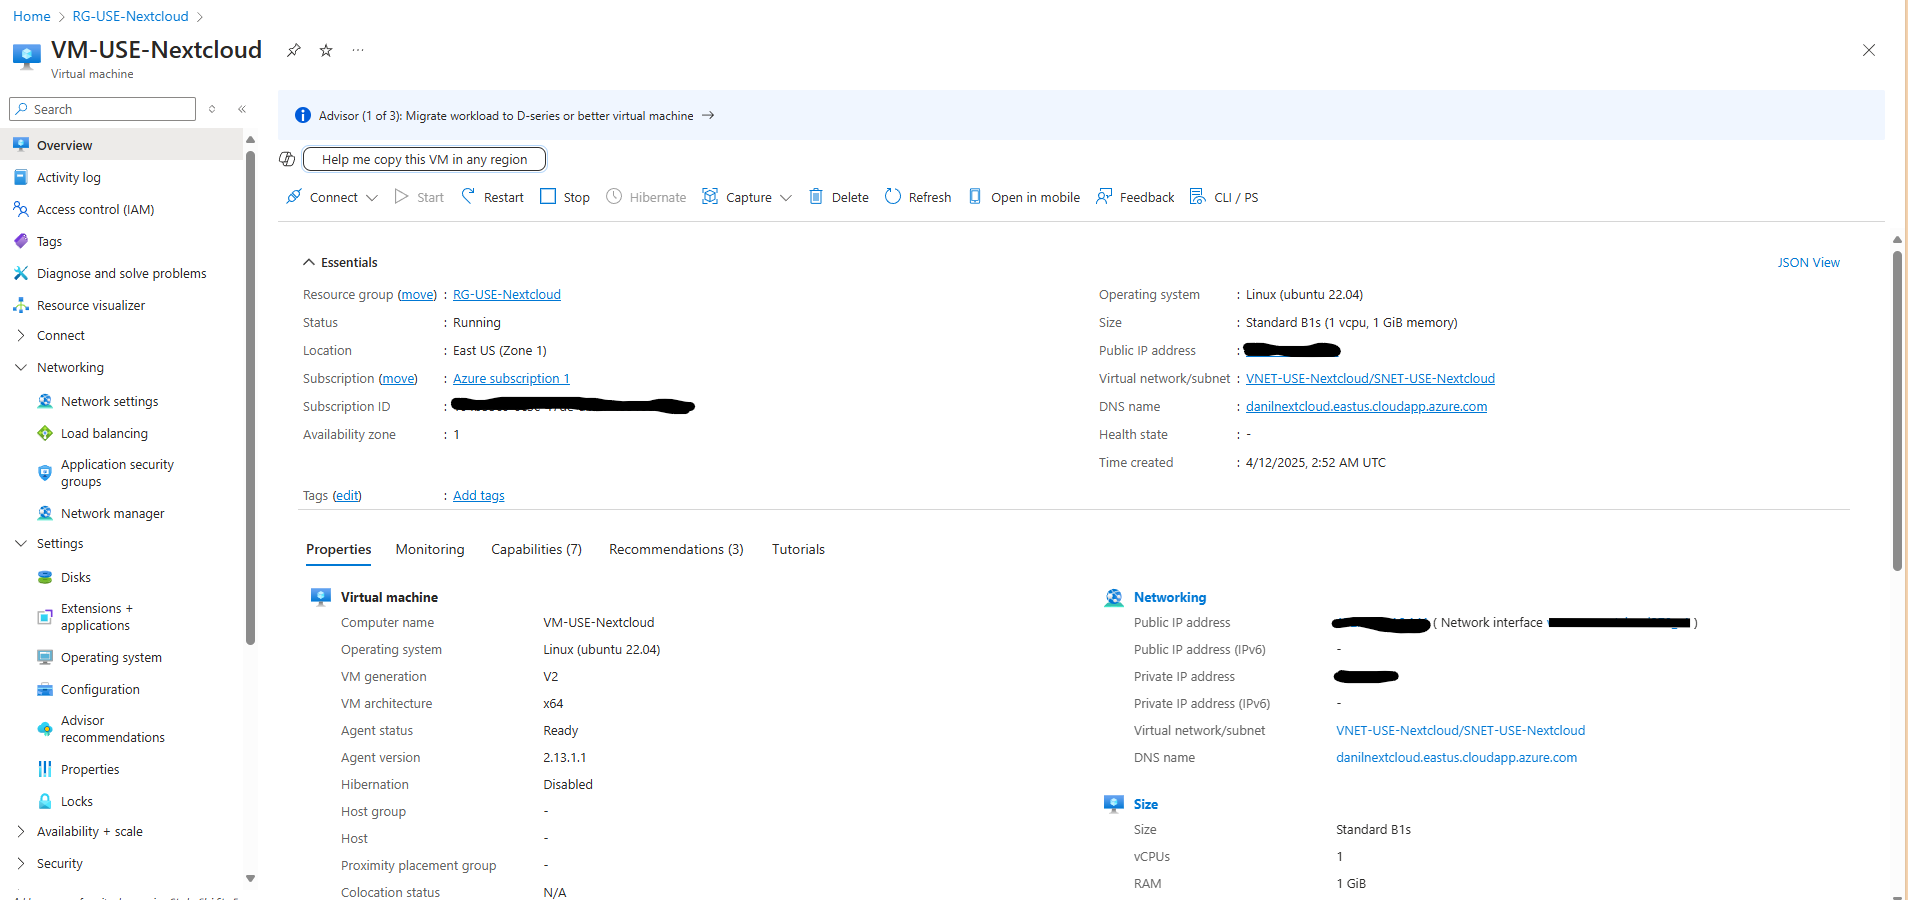 Home > RG-USE-Nextcloud >
VM-USE-Nextcloud
Virtual machine
Search
Overview
Activity log
Access control (IAM)
Tags
Diagnose and solve problems
Resource visualizer
Connect
Networking
Network settings
Load balancing
Application security
groups
Network manager
Settings
Disks
Extensions +
applications
Operating system
Configuration
Advisor
recommendations
Properties
Locks
Availability + scale
Security
Advisor (1 of 3): Migrate workload to D-series or better virtual machine →
Help me copy this VM in any region
Connect Start Restart Stop Hibernate Capture Delete Refresh Open in mobile Feedback CLI / PS
Essentials
JSON View
Resource group (move) : RG-USE-Nextcloud
Status : Running
Location : East US (Zone 1)
Subscription (move) : Azure subscription 1
Subscription ID :
Availability zone : 1
Operating system : Linux (ubuntu 22.04)
Size : Standard B1s (1 vcpu, 1 GiB memory)
Public IP address :
Virtual network/subnet : VNET-USE-Nextcloud/SNET-USE-Nextcloud
DNS name : danilnextcloud.eastus.cloudapp.azure.com
Health state : -
Time created : 4/12/2025, 2:52 AM UTC
Tags (edit) : Add tags
Properties Monitoring Capabilities (7) Recommendations (3) Tutorials
Virtual machine
Computer name VM-USE-Nextcloud
Operating system Linux (ubuntu 22.04)
VM generation V2
VM architecture x64
Agent status Ready
Agent version 2.13.1.1
Hibernation Disabled
Host group -
Host -
Proximity placement group -
Colocation status N/A
Networking
Public IP address ( Network interface )
Public IP address (IPv6) -
Private IP address
Private IP address (IPv6) -
Virtual network/subnet VNET-USE-Nextcloud/SNET-USE-Nextcloud
DNS name danilnextcloud.eastus.cloudapp.azure.com
Size
Size Standard B1s
vCPUs 1
RAM 1 GiB